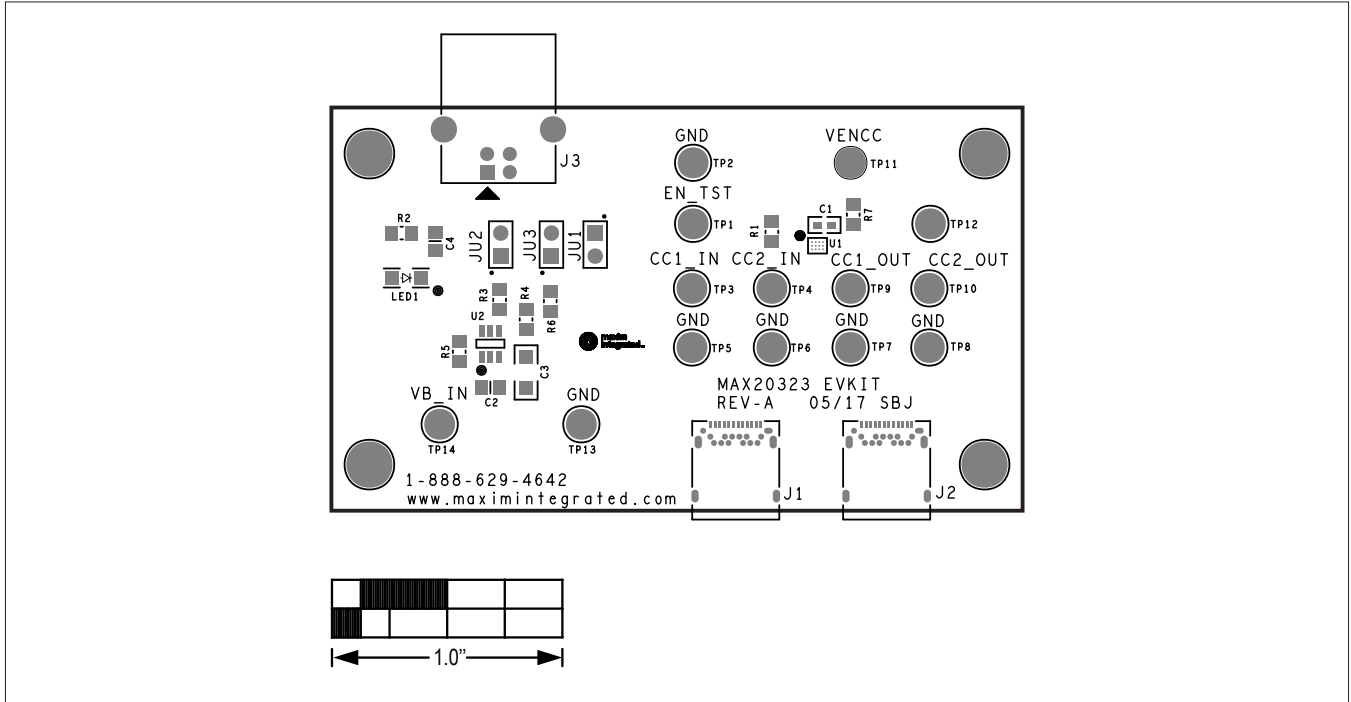 J3
GND
TP2
VENCC
TP11
EN_TST
TP1
R1
C1
R7
U1
TP12
R2
C4
JU2
JU3
JU1
LED1
CC1_IN
TP3
CC2_IN
TP4
CC1_OUT
TP9
CC2_OUT
TP10
R3
R4
R6
U2
R5
C3
C2
maxim
integrated™
GND
TP5
GND
TP6
GND
TP7
GND
TP8
VB_IN
TP14
GND
TP13
MAX20323 EVKIT
REV-A 05/17 SBJ
1-888-629-4642
www.maximintegrated.com
J1
J2
1.0”